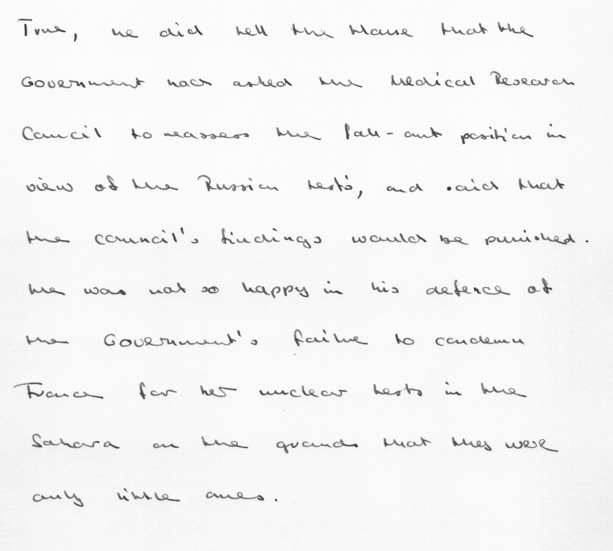 True, he did tell the House that the
Government had asked the Medical Research
Council to reassess the fall-out position in
view of the Russian tests, and said that
the council's findings would be punished.
He was not so happy in his defence of
the Government's failure to condemn
France for her nuclear tests in the
Sahara on the grounds that they were
only little ones.